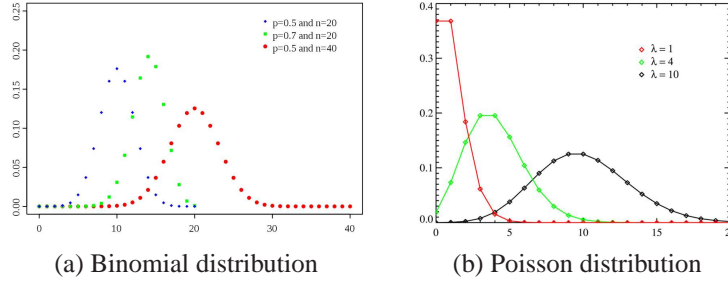 0.25
0.20
0.15
0.10
0.05
0.00
0 10 20 30 40
p=0.5 and n=20
p=0.7 and n=20
p=0.5 and n=40
(a) Binomial distribution
0.4
0.3
0.2
0.1
0.0
0 5 10 15 20
λ = 1
λ = 4
λ = 10
(b) Poisson distribution